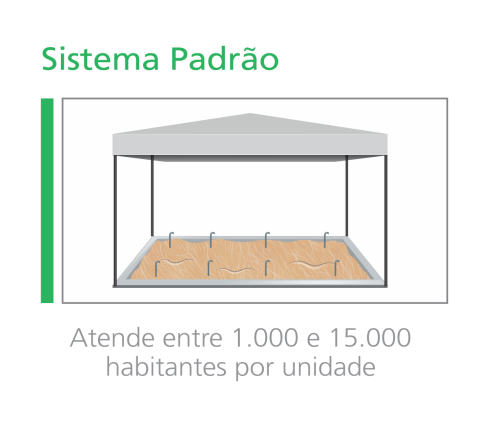 Sistema Padrão
Atende entre 1.000 e 15.000
habitantes por unidade